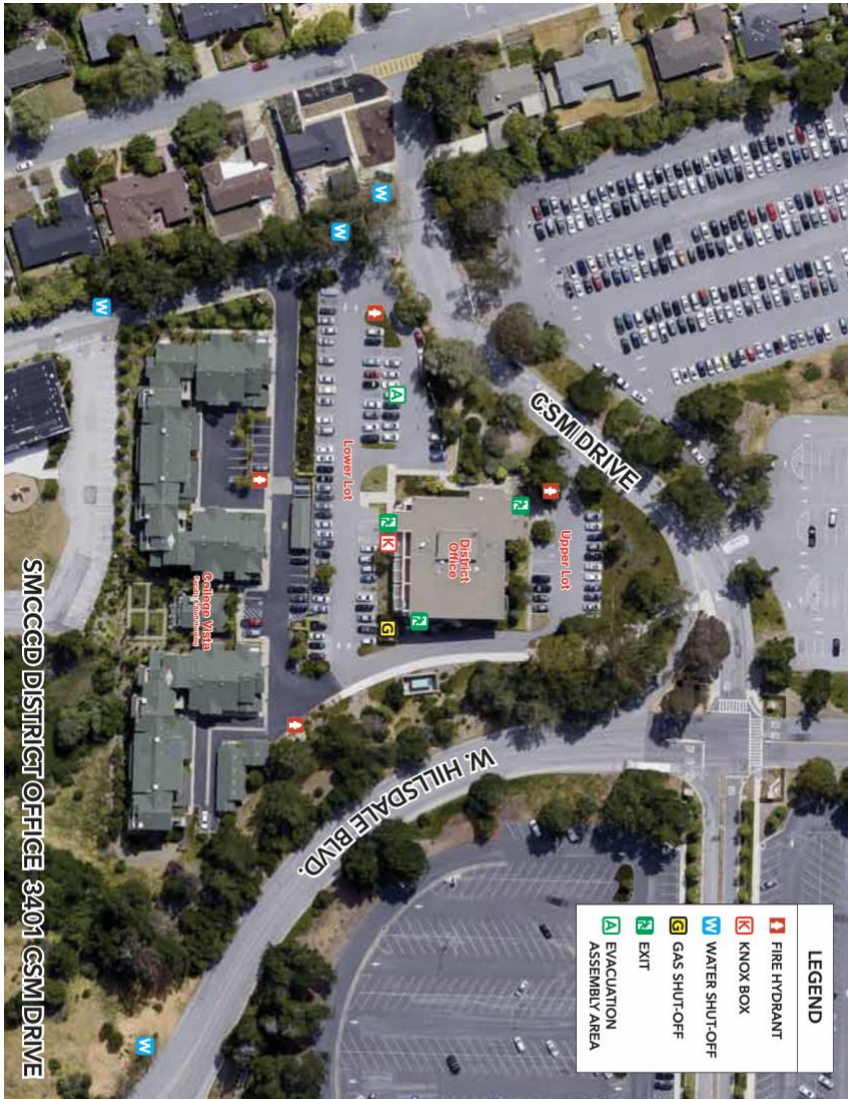 LEGEND
FIRE HYDRANT
K KNOX BOX
W WATER SHUT-OFF
G GAS SHUT-OFF
EXIT
A EVACUATION
ASSEMBLY AREA
CSM DRIVE
W. HILLSDALE BLVD.
Upper Lot
District
Office
Lower Lot
College Vista
W
W
W
W
A
K
G
SMCCCD DISTRICT OFFICE 3401 CSM DRIVE